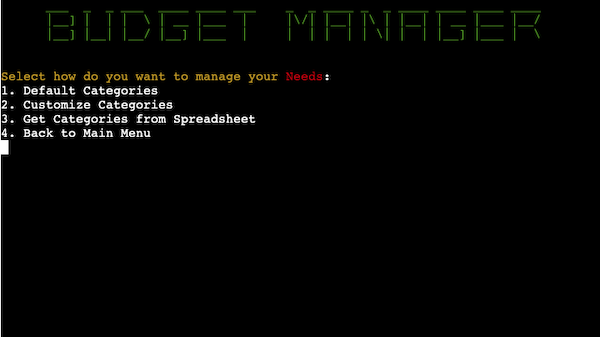 BUDGET MANAGER
Select how do you want to manage your Needs:
1. Default Categories
2. Customize Categories
3. Get Categories from Spreadsheet
4. Back to Main Menu